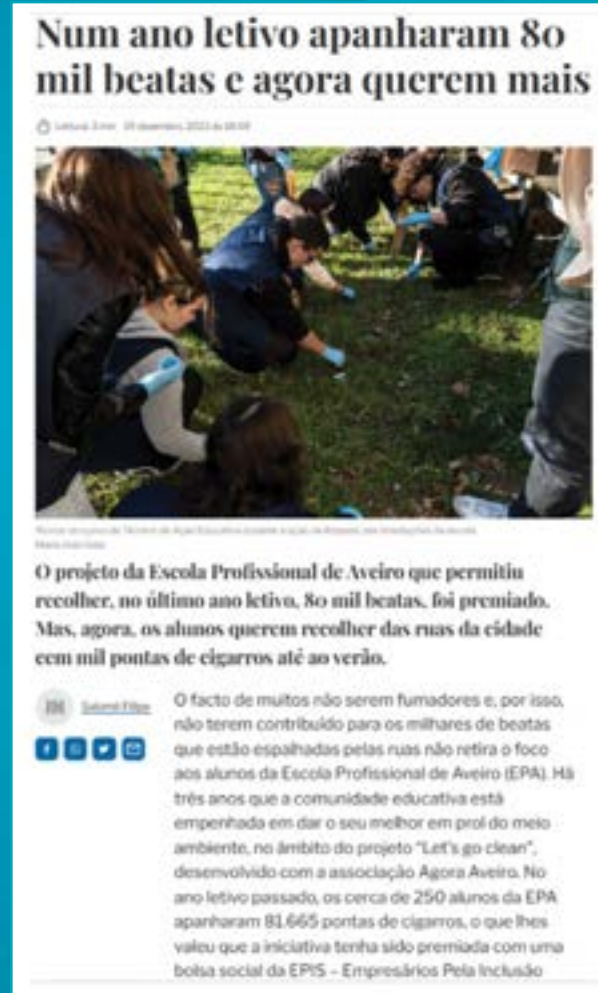 Num ano letivo apanharam 80
mil beatas e agora querem mais
Leitura: 3 min
O projeto da Escola Profissional de Aveiro que permitiu
recolher, no último ano letivo, 80 mil beatas, foi premiado.
Mas, agora, os alunos querem recolher das ruas da cidade
cem mil pontas de cigarros até ao verão.
Salomé Filipe
O facto de muitos não serem fumadores e, por isso,
não terem contribuído para os milhares de beatas
que estão espalhadas pelas ruas não retira o foco
aos alunos da Escola Profissional de Aveiro (EPA). Há
três anos que a comunidade educativa está
empenhada em dar o seu melhor em prol do meio
ambiente, no âmbito do projeto "Let's go clean",
desenvolvido com a associação Agora Aveiro. No
ano letivo passado, os cerca de 250 alunos da EPA
apanharam 81.665 pontas de cigarros, o que lhes
valeu que a iniciativa tenha sido premiada com uma
bolsa social da EPIS – Empresários Pela Inclusão